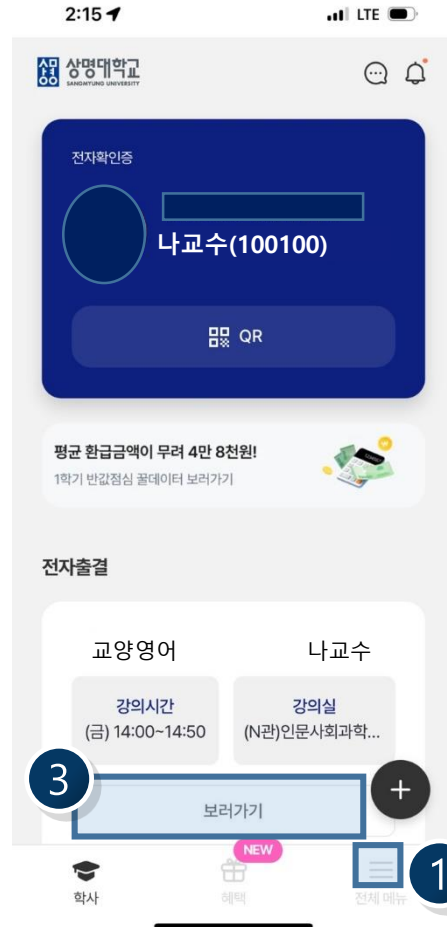 2:15
LTE
상명대학교
SANGMYUNG UNIVERSITY
전자확인증
나교수(100100)
QR
평균 환급금액이 무려 4만 8천원!
1학기 반값점심 꿀데이터 보러가기
전자출결
교양영어 나교수
강의시간 강의실
(금) 14:00~14:50 (N관)인문사회과학...
3
보러가기
+
NEW
1
학사 혜택 전체 메뉴